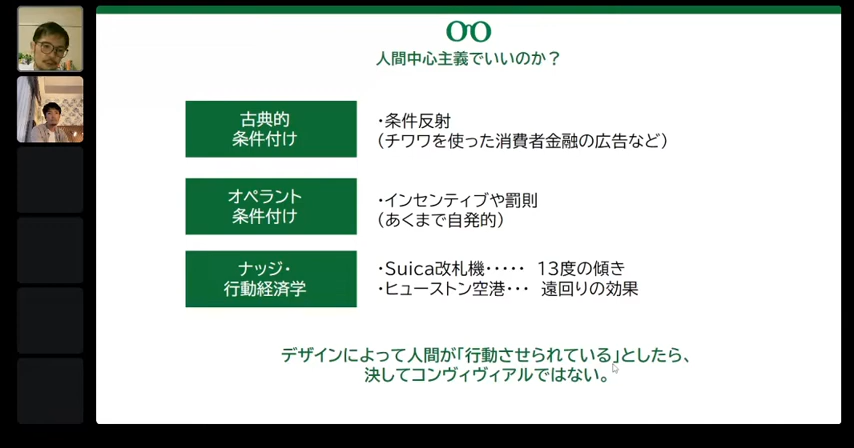 人間中心主義でいいのか？
古典的
条件付け
・条件反射
（チワワを使った消費者金融の広告など）
オペラント
条件付け
・インセンティブや罰則
（あくまで自発的）
ナッジ・
行動経済学
・Suica改札機・・・・・ 13度の傾き
・ヒューストン空港・・・ 遠回りの効果
デザインによって人間が「行動させられている」としたら、
決してコンヴィヴィアルではない。